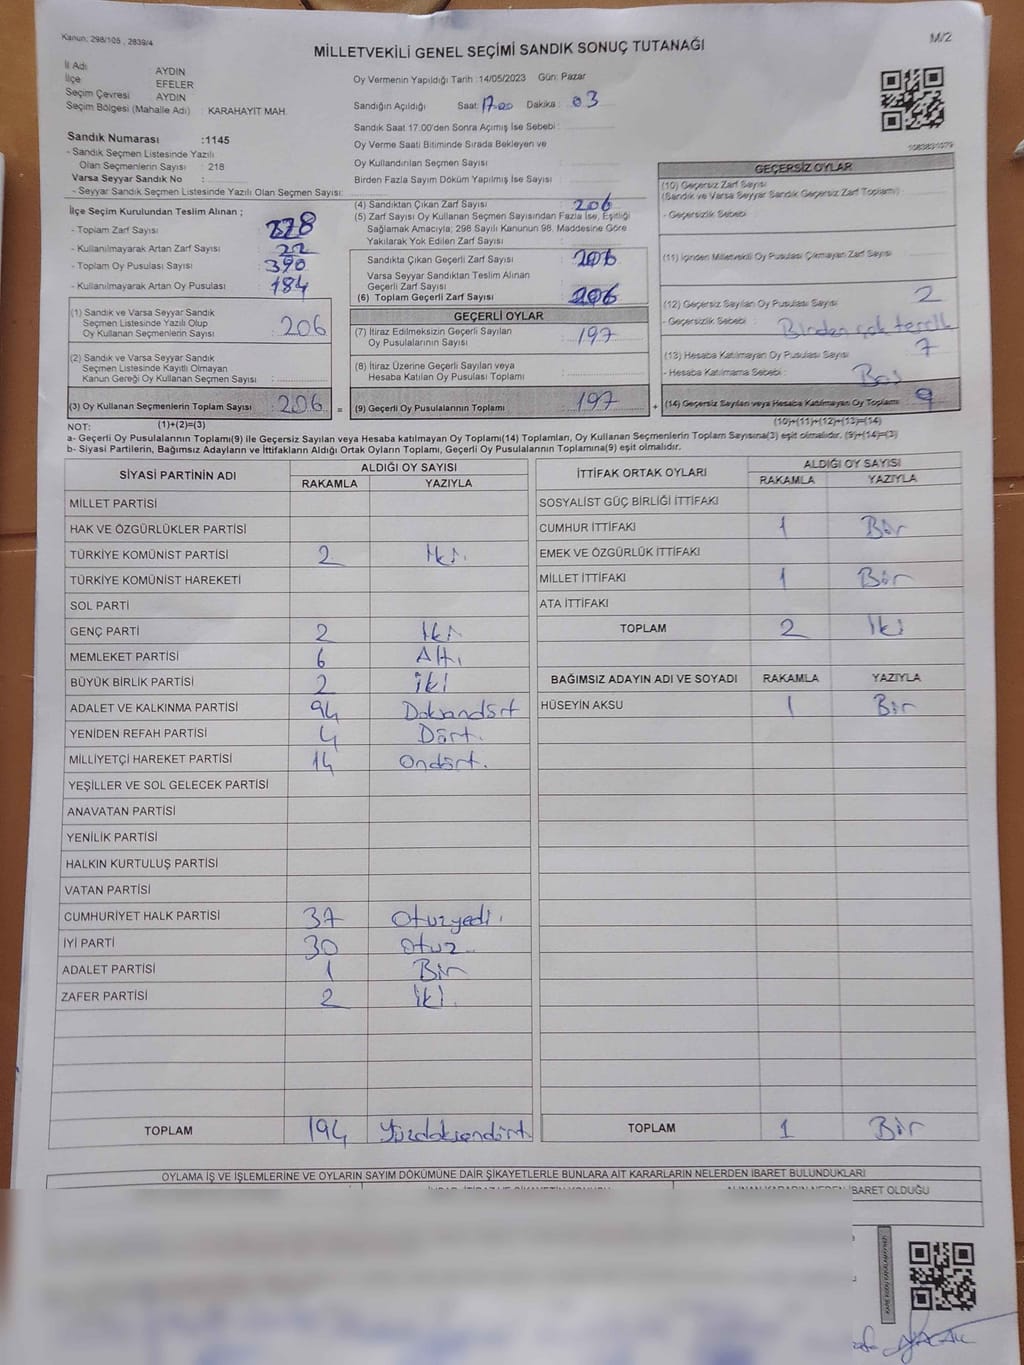 Kanun: 298/105 , 2839/4
M/2
MİLLETVEKİLİ GENEL SEÇİMİ SANDIK SONUÇ TUTANAĞI
İl Adı AYDIN
İlçe EFELER
Seçim Çevresi AYDIN
Seçim Bölgesi (Mahalle Adı) : KARAHAYIT MAH.
Sandık Numarası :1145
- Sandık Seçmen Listesinde Yazılı
Olan Seçmenlerin Sayısı : 218
Varsa Seyyar Sandık No :
- Seyyar Sandık Seçmen Listesinde Yazılı Olan Seçmen Sayısı:
Oy Vermenin Yapıldığı Tarih :14/05/2023 Gün: Pazar
Sandığın Açıldığı Saat: 17.00 Dakika : 03
Sandık Saat 17.00'den Sonra Açımış İse Sebebi :
Oy Verme Saati Bitiminde Sırada Bekleyen ve
Oy Kullandırılan Seçmen Sayısı :
Birden Fazla Sayım Döküm Yapılmış İse Sayısı :
İlçe Seçim Kurulundan Teslim Alınan ;
- Toplam Zarf Sayısı : 228
- Kullanılmayarak Artan Zarf Sayısı : 22
- Toplam Oy Pusulası Sayısı : 390
- Kullanılmayarak Artan Oy Pusulası : 184
(1) Sandık ve Varsa Seyyar Sandık
Seçmen Listesinde Yazılı Olup
Oy Kullanan Seçmenlerin Sayısı : 206
(2) Sandık ve Varsa Seyyar Sandık
Seçmen Listesinde Kayıtlı Olmayan
Kanun Gereği Oy Kullanan Seçmen Sayısı :
(3) Oy Kullanan Seçmenlerin Toplam Sayısı : 206 =
(1)+(2)=(3)
(4) Sandıktan Çıkan Zarf Sayısı : 206
(5) Zarf Sayısı Oy Kullanan Seçmen Sayısından Fazla İse, Eşitliği
Sağlamak Amacıyla, 298 Sayılı Kanunun 98. Maddesine Göre
Yakılarak Yok Edilen Zarf Sayısı :
Sandıkta Çıkan Geçerli Zarf Sayısı : 206
Varsa Seyyar Sandıktan Teslim Alınan
Geçerli Zarf Sayısı :
(6) Toplam Geçerli Zarf Sayısı : 206
GEÇERLİ OYLAR
(7) İtiraz Edilmeksizin Geçerli Sayılan
Oy Pusulalarının Sayısı : 197
(8) İtiraz Üzerine Geçerli Sayılan veya
Hesaba Katılan Oy Pusulası Toplamı :
(9) Geçerli Oy Pusulalarının Toplamı : 197 +
1083831079
GEÇERSİZ OYLAR
(10) Geçersiz Zarf Sayısı
(Sandık ve Varsa Seyyar Sandık Geçersiz Zarf Toplamı)
- Geçersizlik Sebebi :
(11) İçinden Milletvekili Oy Pusulası Çıkmayan Zarf Sayısı
(12) Geçersiz Sayılan Oy Pusulası Sayısı : 2
- Geçersizlik Sebebi : Birden çok tercih
(13) Hesaba Katılmayan Oy Pusulası Sayısı 7
- Hesaba Katılmama Sebebi : Boş
(14) Geçersiz Sayılan veya Hesaba Katılmayan Oy Toplamı : 9
(10)+(11)+(12)+(13)=(14)
NOT:
a- Geçerli Oy Pusulalarının Toplamı(9) ile Geçersiz Sayılan veya Hesaba katılmayan Oy Toplamı(14) Toplamları, Oy Kullanan Seçmenlerin Toplam Sayısına(3) eşit olmalıdır. (9)+(14)=(3)
b- Siyasi Partilerin, Bağımsız Adayların ve İttifakların Aldığı Oyların Toplamı, Geçerli Oy Pusulalarının Toplamına(9) eşit olmalıdır.
SİYASİ PARTİNİN ADI ALDIĞI OY SAYISI
RAKAMLA YAZIYLA
MİLLET PARTİSİ
HAK VE ÖZGÜRLÜKLER PARTİSİ
TÜRKİYE KOMÜNİST PARTİSİ 2 İki.
TÜRKİYE KOMÜNİST HAREKETİ
SOL PARTİ
GENÇ PARTİ 2 İki
MEMLEKET PARTİSİ 6 Altı
BÜYÜK BİRLİK PARTİSİ 2 İki
ADALET VE KALKINMA PARTİSİ 94 Doksandört
YENİDEN REFAH PARTİSİ 4 Dört.
MİLLİYETÇİ HAREKET PARTİSİ 14 Ondört.
YEŞİLLER VE SOL GELECEK PARTİSİ
ANAVATAN PARTİSİ
YENİLİK PARTİSİ
HALKIN KURTULUŞ PARTİSİ
VATAN PARTİSİ
CUMHURİYET HALK PARTİSİ 37 Otuzyedi.
İYİ PARTİ 30 Otuz.
ADALET PARTİSİ 1 Bir
ZAFER PARTİSİ 2 İki.
TOPLAM 194 Yüzdoksandört.
İTTİFAK ORTAK OYLARI ALDIĞI OY SAYISI
RAKAMLA YAZIYLA
SOSYALİST GÜÇ BİRLİĞİ İTTİFAKI
CUMHUR İTTİFAKI 1 Bir
EMEK VE ÖZGÜRLÜK İTTİFAKI
MİLLET İTTİFAKI 1 Bir
ATA İTTİFAKI
TOPLAM 2 İki
BAĞIMSIZ ADAYIN ADI VE SOYADI RAKAMLA YAZIYLA
HÜSEYİN AKSU 1 Bir
TOPLAM 1 Bir
OYLAMA İŞ VE İŞLEMLERİNE VE OYLARIN SAYIM DÖKÜMÜNE DAİR ŞİKAYETLERLE BUNLARA AİT KARARLARIN NELERDEN İBARET BULUNDUKLARI
İBARET OLDUĞU